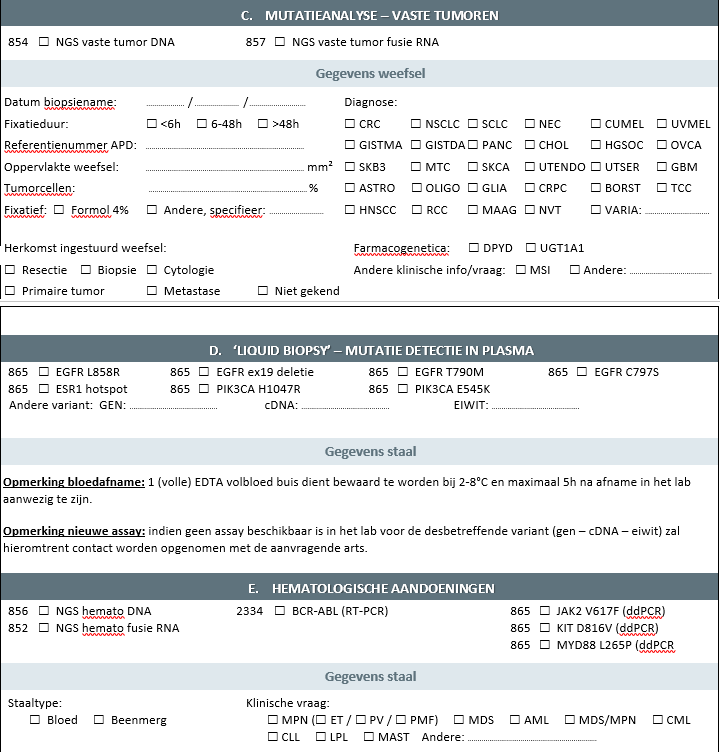 C. MUTATIEANALYSE – VASTE TUMOREN
854 ☐ NGS vaste tumor DNA 857 ☐ NGS vaste tumor fusie RNA
Gegevens weefsel
Datum biopsiename: ............ / ............ / ............ Diagnose:
Fixatieduur: ☐ <6h ☐ 6-48h ☐ >48h ☐ CRC ☐ NSCLC ☐ SCLC ☐ NEC ☐ CUMEL ☐ UVMEL
Referentienummer APD: ............ ☐ GISTMA ☐ GISTDA ☐ PANC ☐ CHOL ☐ HGSOC ☐ OVCA
Oppervlakte weefsel: ............ mm² ☐ SKB3 ☐ MTC ☐ SKCA ☐ UTENDO ☐ UTSER ☐ GBM
Tumorcellen: ............ % ☐ ASTRO ☐ OLIGO ☐ GLIA ☐ CRPC ☐ BORST ☐ TCC
Fixatief: ☐ Formol 4% ☐ Andere, specifieer: ............ ☐ HNSCC ☐ RCC ☐ MAAG ☐ NVT ☐ VARIA: ............
Herkomst ingestuurd weefsel: Farmacogenetica: ☐ DPYD ☐ UGT1A1
☐ Resectie ☐ Biopsie ☐ Cytologie Andere klinische info/vraag: ☐ MSI ☐ Andere: ............
☐ Primaire tumor ☐ Metastase ☐ Niet gekend
D. ‘LIQUID BIOPSY’ – MUTATIE DETECTIE IN PLASMA
865 ☐ EGFR L858R 865 ☐ EGFR ex19 deletie 865 ☐ EGFR T790M 865 ☐ EGFR C797S
865 ☐ ESR1 hotspot 865 ☐ PIK3CA H1047R 865 ☐ PIK3CA E545K
Andere variant: GEN: ............ cDNA: ............ EIWIT: ............
Gegevens staal
Opmerking bloedafname: 1 (volle) EDTA volbloed buis dient bewaard te worden bij 2-8°C en maximaal 5h na afname in het lab
aanwezig te zijn.
Opmerking nieuwe assay: indien geen assay beschikbaar is in het lab voor de desbetreffende variant (gen – cDNA – eiwit) zal
hieromtrent contact worden opgenomen met de aanvragende arts.
E. HEMATOLOGISCHE AANDOENINGEN
856 ☐ NGS hemato DNA 2334 ☐ BCR-ABL (RT-PCR) 865 ☐ JAK2 V617F (ddPCR)
852 ☐ NGS hemato fusie RNA 865 ☐ KIT D816V (ddPCR)
865 ☐ MYD88 L265P (ddPCR
Gegevens staal
Staaltype: Klinische vraag:
☐ Bloed ☐ Beenmerg ☐ MPN (☐ ET / ☐ PV / ☐ PMF) ☐ MDS ☐ AML ☐ MDS/MPN ☐ CML
☐ CLL ☐ LPL ☐ MAST Andere: ............